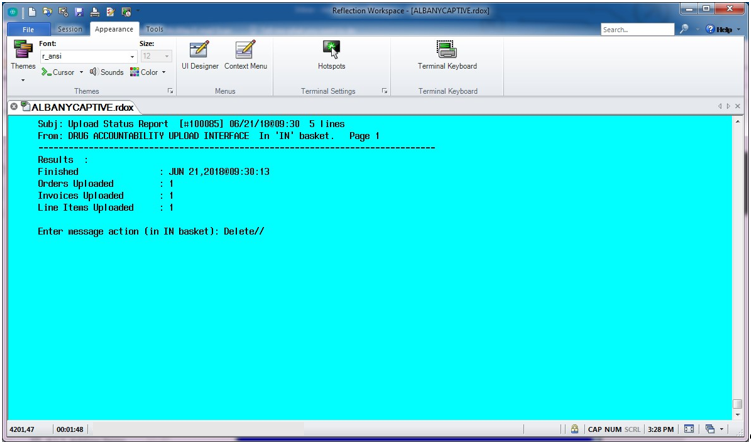 Reflection Workspace - [ALBANYCAPTIVE.rdox]
File Session Appearance Tools Search... Help
Font: Size:
r_ansi 12
Themes Cursor Sounds Color UI Designer Context Menu Hotspots Terminal Keyboard
Themes Menus Terminal Settings Terminal Keyboard
ALBANYCAPTIVE.rdox
Subj: Upload Status Report [#100085] 06/21/18@09:30 5 lines
From: DRUG ACCOUNTABILITY UPLOAD INTERFACE In 'IN' basket. Page 1
-------------------------------------------------------------------------------
Results :
Finished : JUN 21,2018@09:30:13
Orders Uploaded : 1
Invoices Uploaded : 1
Line Items Uploaded : 1
Enter message action (in IN basket): Delete//
4201,47 00:01:48 CAP NUM SCRL 3:28 PM